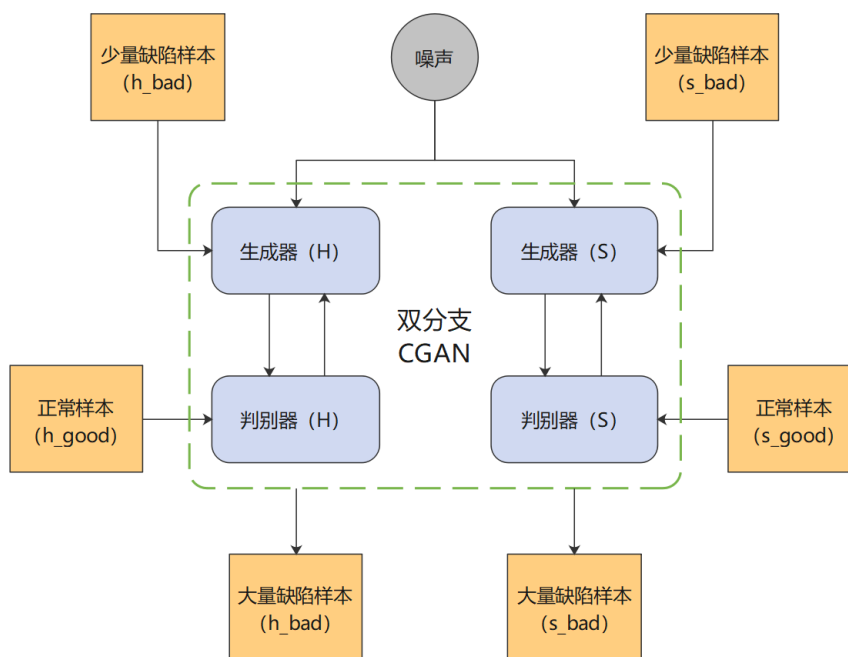 少量缺陷样本
（h_bad）
噪声
少量缺陷样本
（s_bad）
生成器（H）
生成器（S）
双分支
CGAN
正常样本
（h_good）
判别器（H）
判别器（S）
正常样本
（s_good）
大量缺陷样本
（h_bad）
大量缺陷样本
（s_bad）